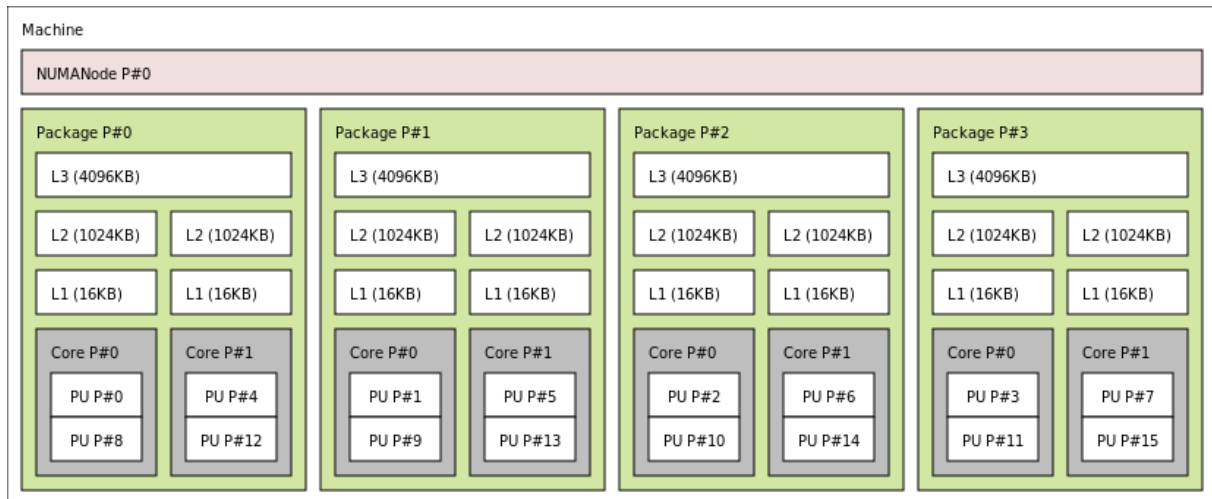 Machine
NUMANode P#0
Package P#0 Package P#1 Package P#2 Package P#3
L3 (4096KB) L3 (4096KB) L3 (4096KB) L3 (4096KB)
L2 (1024KB) L2 (1024KB) L2 (1024KB) L2 (1024KB) L2 (1024KB) L2 (1024KB) L2 (1024KB) L2 (1024KB)
L1 (16KB) L1 (16KB) L1 (16KB) L1 (16KB) L1 (16KB) L1 (16KB) L1 (16KB) L1 (16KB)
Core P#0 Core P#1 Core P#0 Core P#1 Core P#0 Core P#1 Core P#0 Core P#1
PU P#0 PU P#4 PU P#1 PU P#5 PU P#2 PU P#6 PU P#3 PU P#7
PU P#8 PU P#12 PU P#9 PU P#13 PU P#10 PU P#14 PU P#11 PU P#15